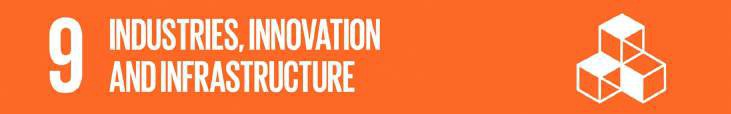 9
INDUSTRIES, INNOVATION
AND INFRASTRUCTURE